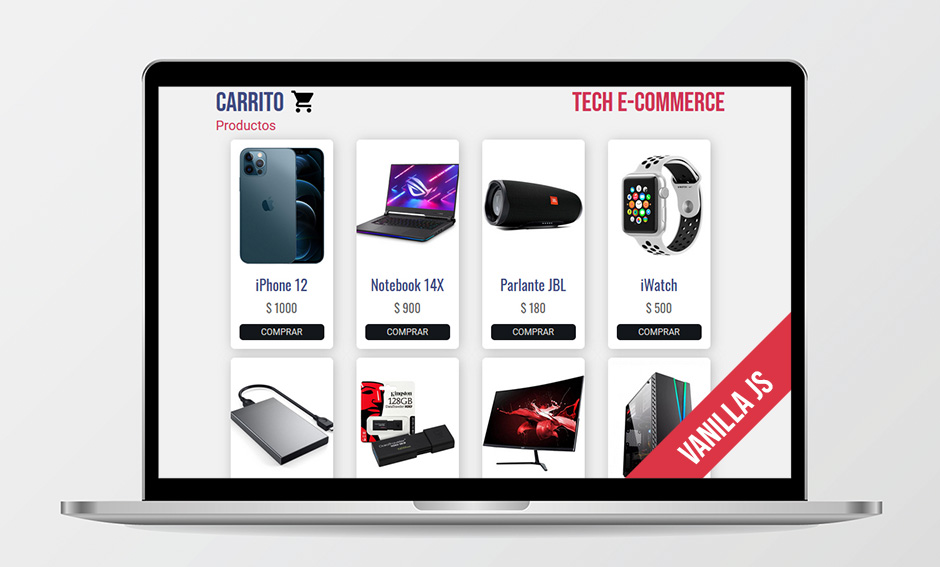 CARRITO
TECH E-COMMERCE
Productos
JBL
iPhone 12
Notebook 14X
Parlante JBL
iWatch
$ 1000
$ 900
$ 180
$ 500
COMPRAR
COMPRAR
COMPRAR
COMPRAR
Kingston
128GB
VANILLA JS